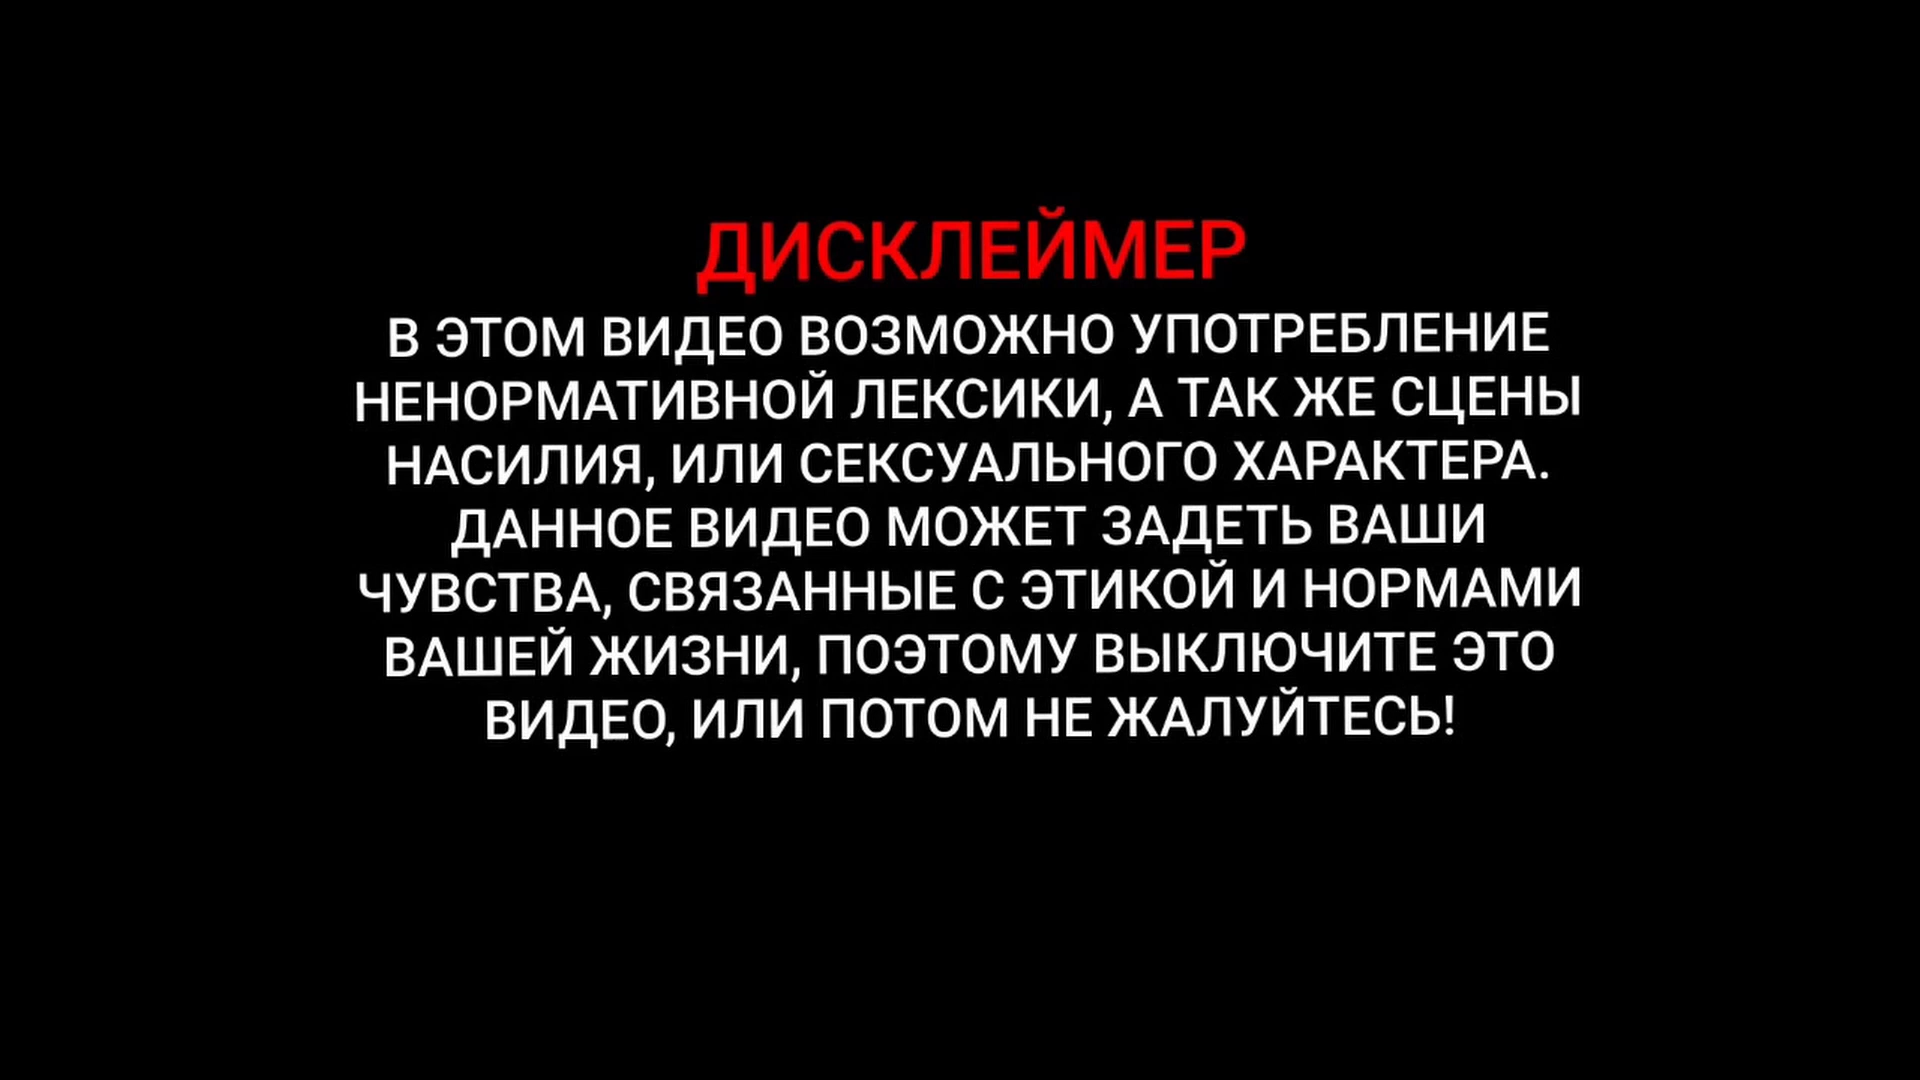 ДИСКЛЕЙМЕР
В ЭТОМ ВИДЕО ВОЗМОЖНО УПОТРЕБЛЕНИЕ
НЕНОРМАТИВНОЙ ЛЕКСИКИ, А ТАК ЖЕ СЦЕНЫ
НАСИЛИЯ, ИЛИ СЕКСУАЛЬНОГО ХАРАКТЕРА.
ДАННОЕ ВИДЕО МОЖЕТ ЗАДЕТЬ ВАШИ
ЧУВСТВА, СВЯЗАННЫЕ С ЭТИКОЙ И НОРМАМИ
ВАШЕЙ ЖИЗНИ, ПОЭТОМУ ВЫКЛЮЧИТЕ ЭТО
ВИДЕО, ИЛИ ПОТОМ НЕ ЖАЛУЙТЕСЬ!